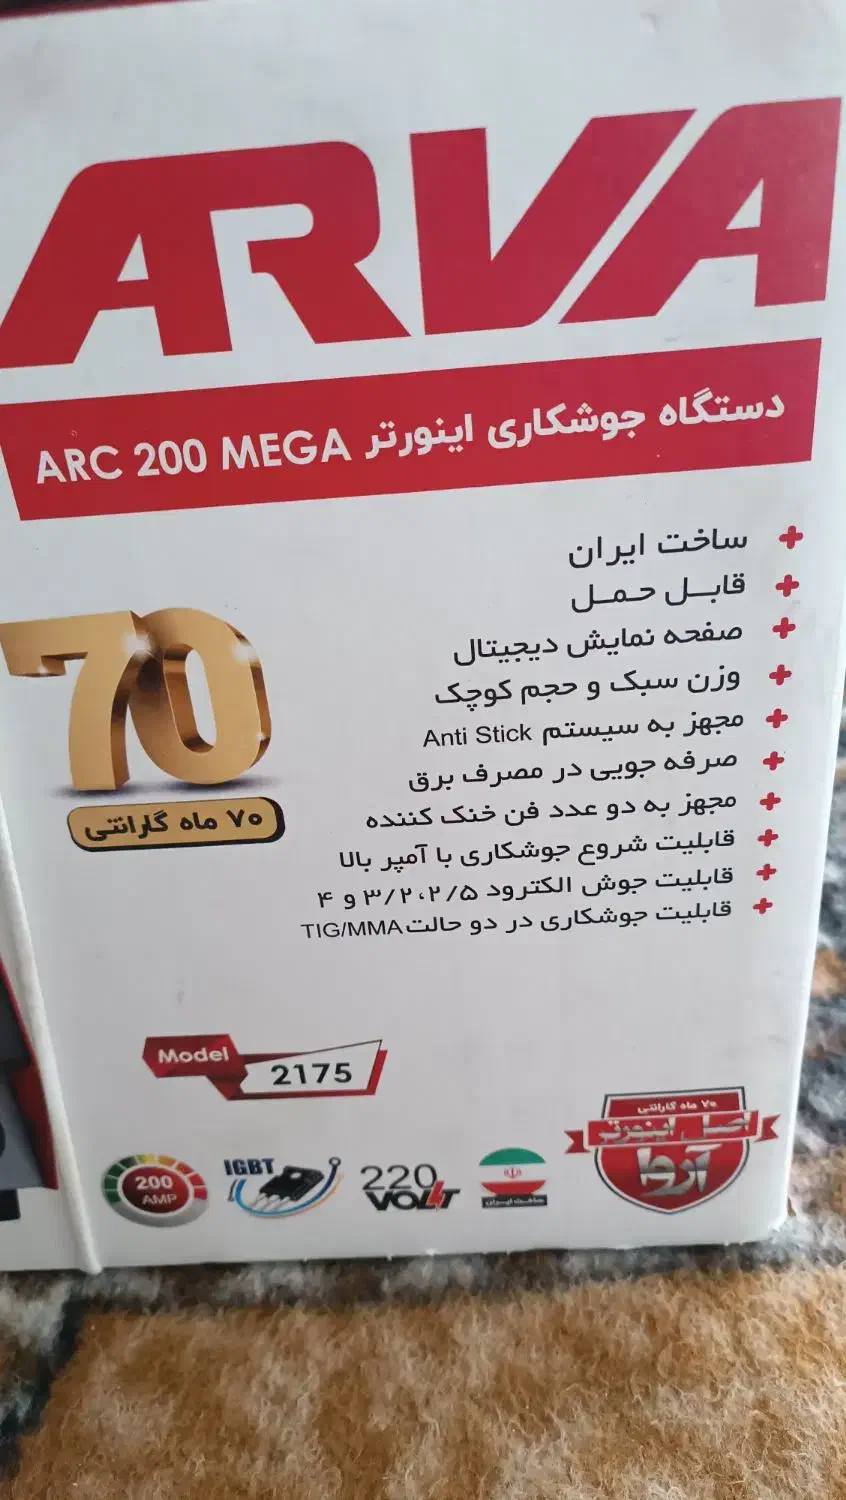 ARVA
دستگاه جوشکاری اینورتر ARC 200 MEGA
ساخت ایران
قابل حمل
صفحه نمایش دیجیتال
وزن سبک و حجم کوچک
مجهز به سیستم Anti Stick
صرفه جویی در مصرف برق
مجهز به دو عدد فن خنک کننده
قابلیت شروع جوشکاری با آمپر بالا
قابلیت جوش الکترود ۲/۵،‏۳/۲ و ۴
قابلیت جوشکاری در دو حالت TIG/MMA
70
۷۰ ماه گارانتی
Model
2175
200
AMP
IGBT
220
VOLT
ساخت ایران
۷۰ ماه گارانتی
اصل اینورتر
آروا